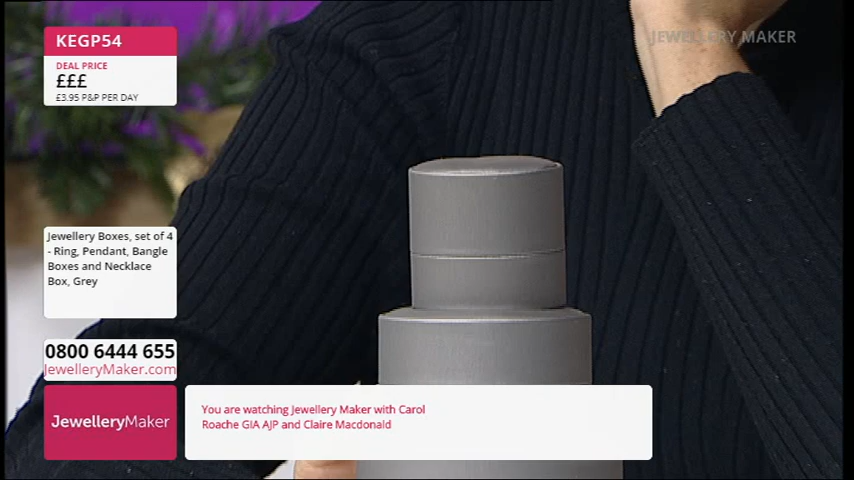 KEGP54
DEAL PRICE
£££
£3.95 P&P PER DAY
JEWELLERY MAKER
Jewellery Boxes, set of 4
- Ring, Pendant, Bangle
Boxes and Necklace
Box, Grey
0800 6444 655
JewelleryMaker.com
JewelleryMaker
You are watching Jewellery Maker with Carol
Roache GIA AJP and Claire Macdonald